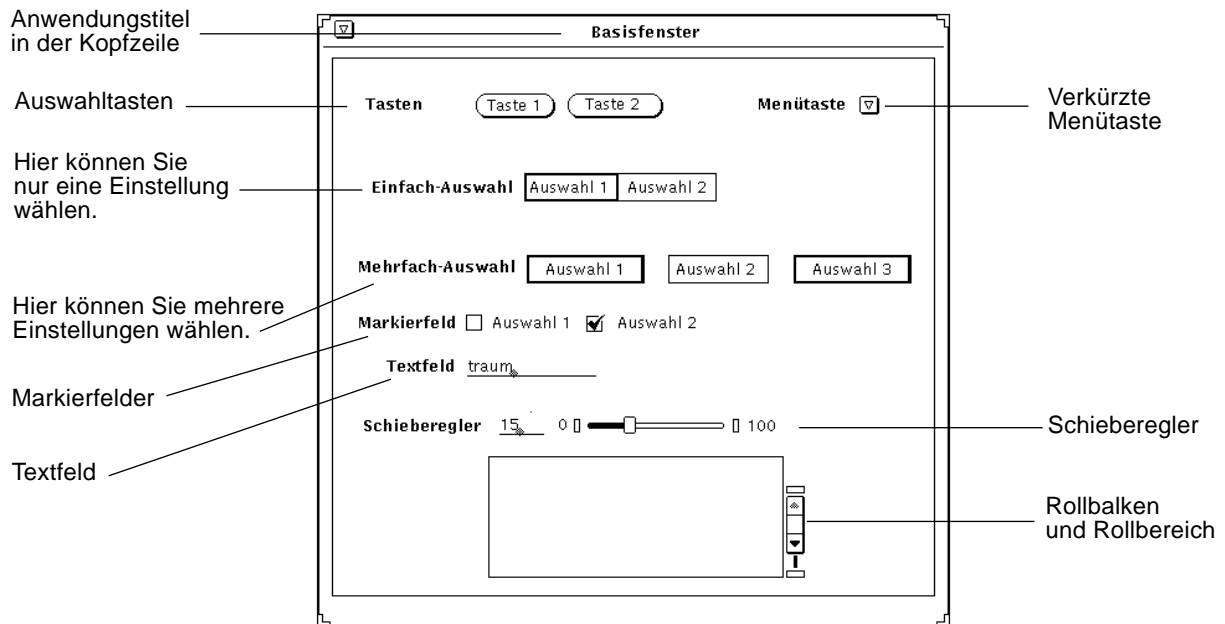 Anwendungstitel
in der Kopfzeile
Basisfenster
Auswahltasten
Tasten Taste 1 Taste 2 Menütaste
Verkürzte
Menütaste
Hier können Sie
nur eine Einstellung
wählen.
Einfach-Auswahl Auswahl 1 Auswahl 2
Mehrfach-Auswahl Auswahl 1 Auswahl 2 Auswahl 3
Hier können Sie mehrere
Einstellungen wählen.
Markierfeld Auswahl 1 Auswahl 2
Textfeld traum
Markierfelder
Schieberegler 15 0 100
Schieberegler
Textfeld
Rollbalken
und Rollbereich